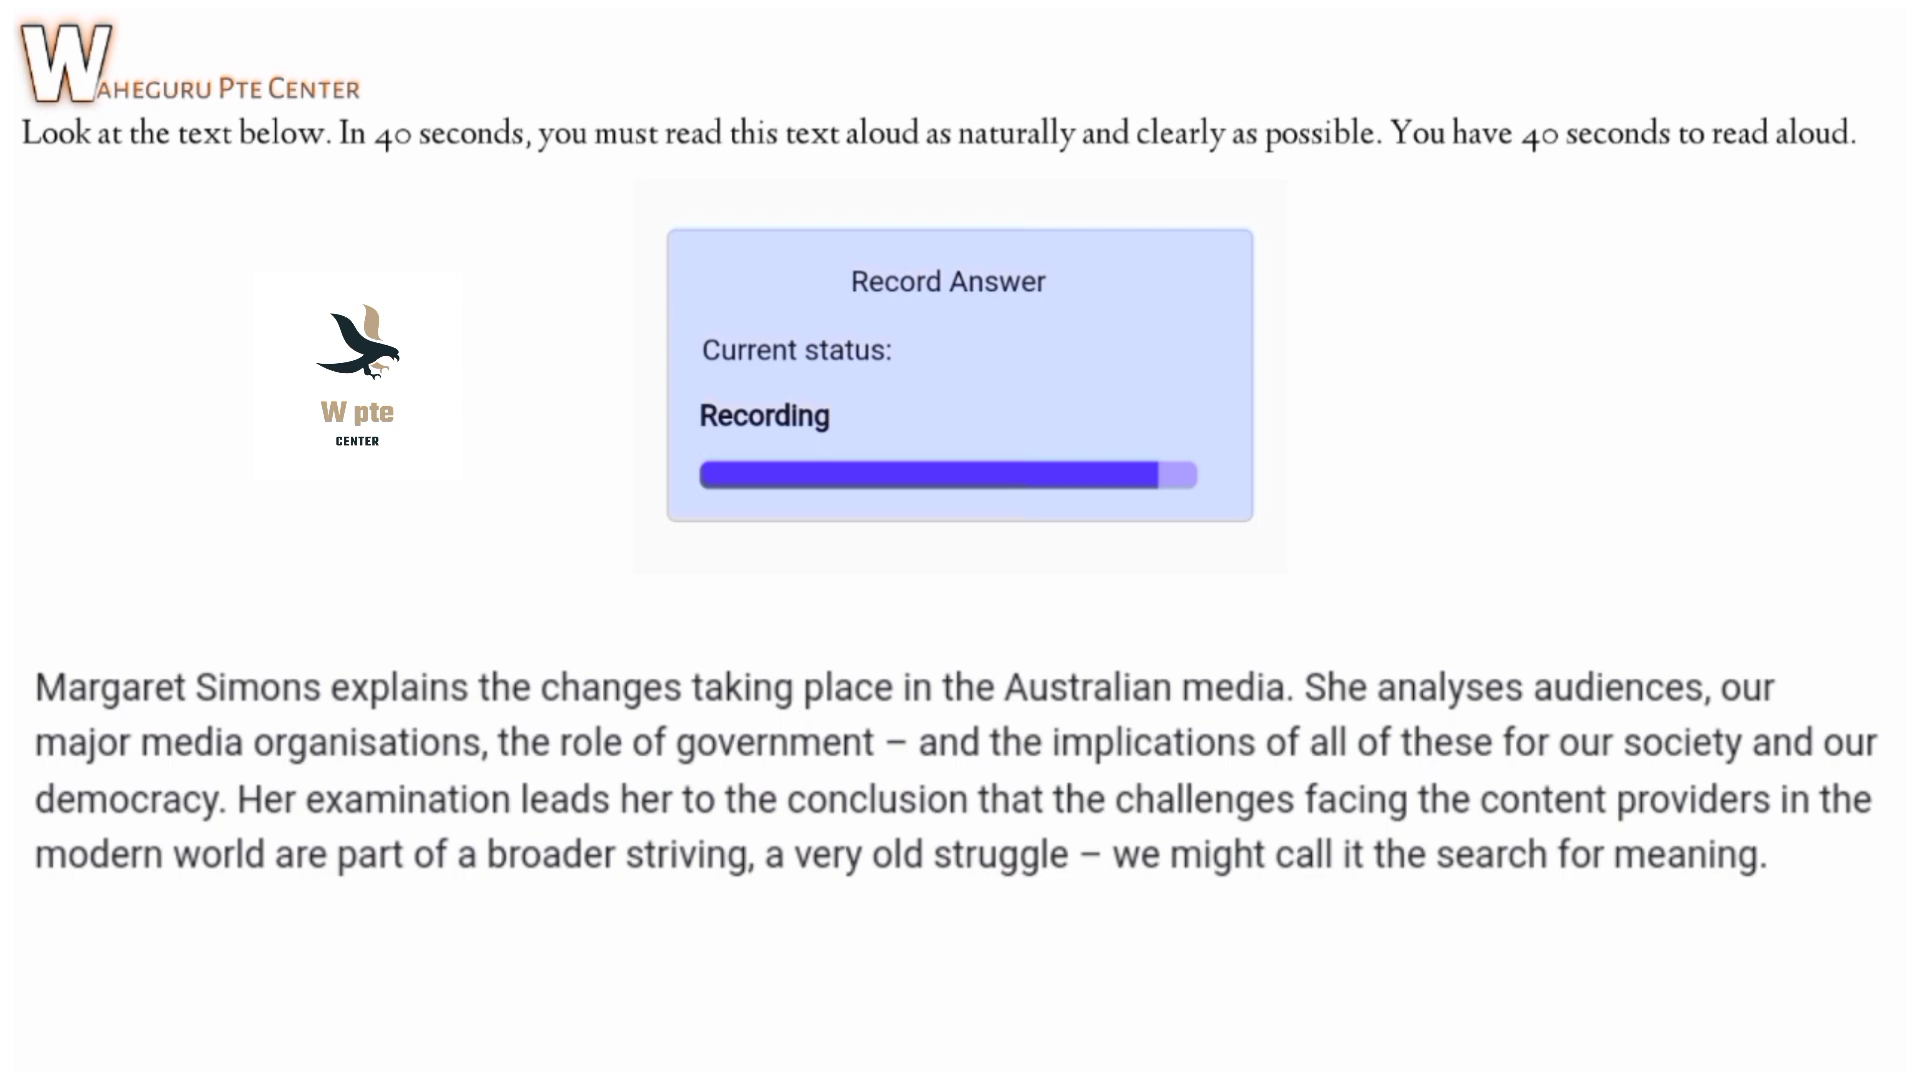 WAHEGURU PTE CENTER
Look at the text below. In 40 seconds, you must read this text aloud as naturally and clearly as possible. You have 40 seconds to read aloud.
Record Answer
Current status:
Recording
W pte
CENTER
Margaret Simons explains the changes taking place in the Australian media. She analyses audiences, our
major media organisations, the role of government – and the implications of all of these for our society and our
democracy. Her examination leads her to the conclusion that the challenges facing the content providers in the
modern world are part of a broader striving, a very old struggle – we might call it the search for meaning.